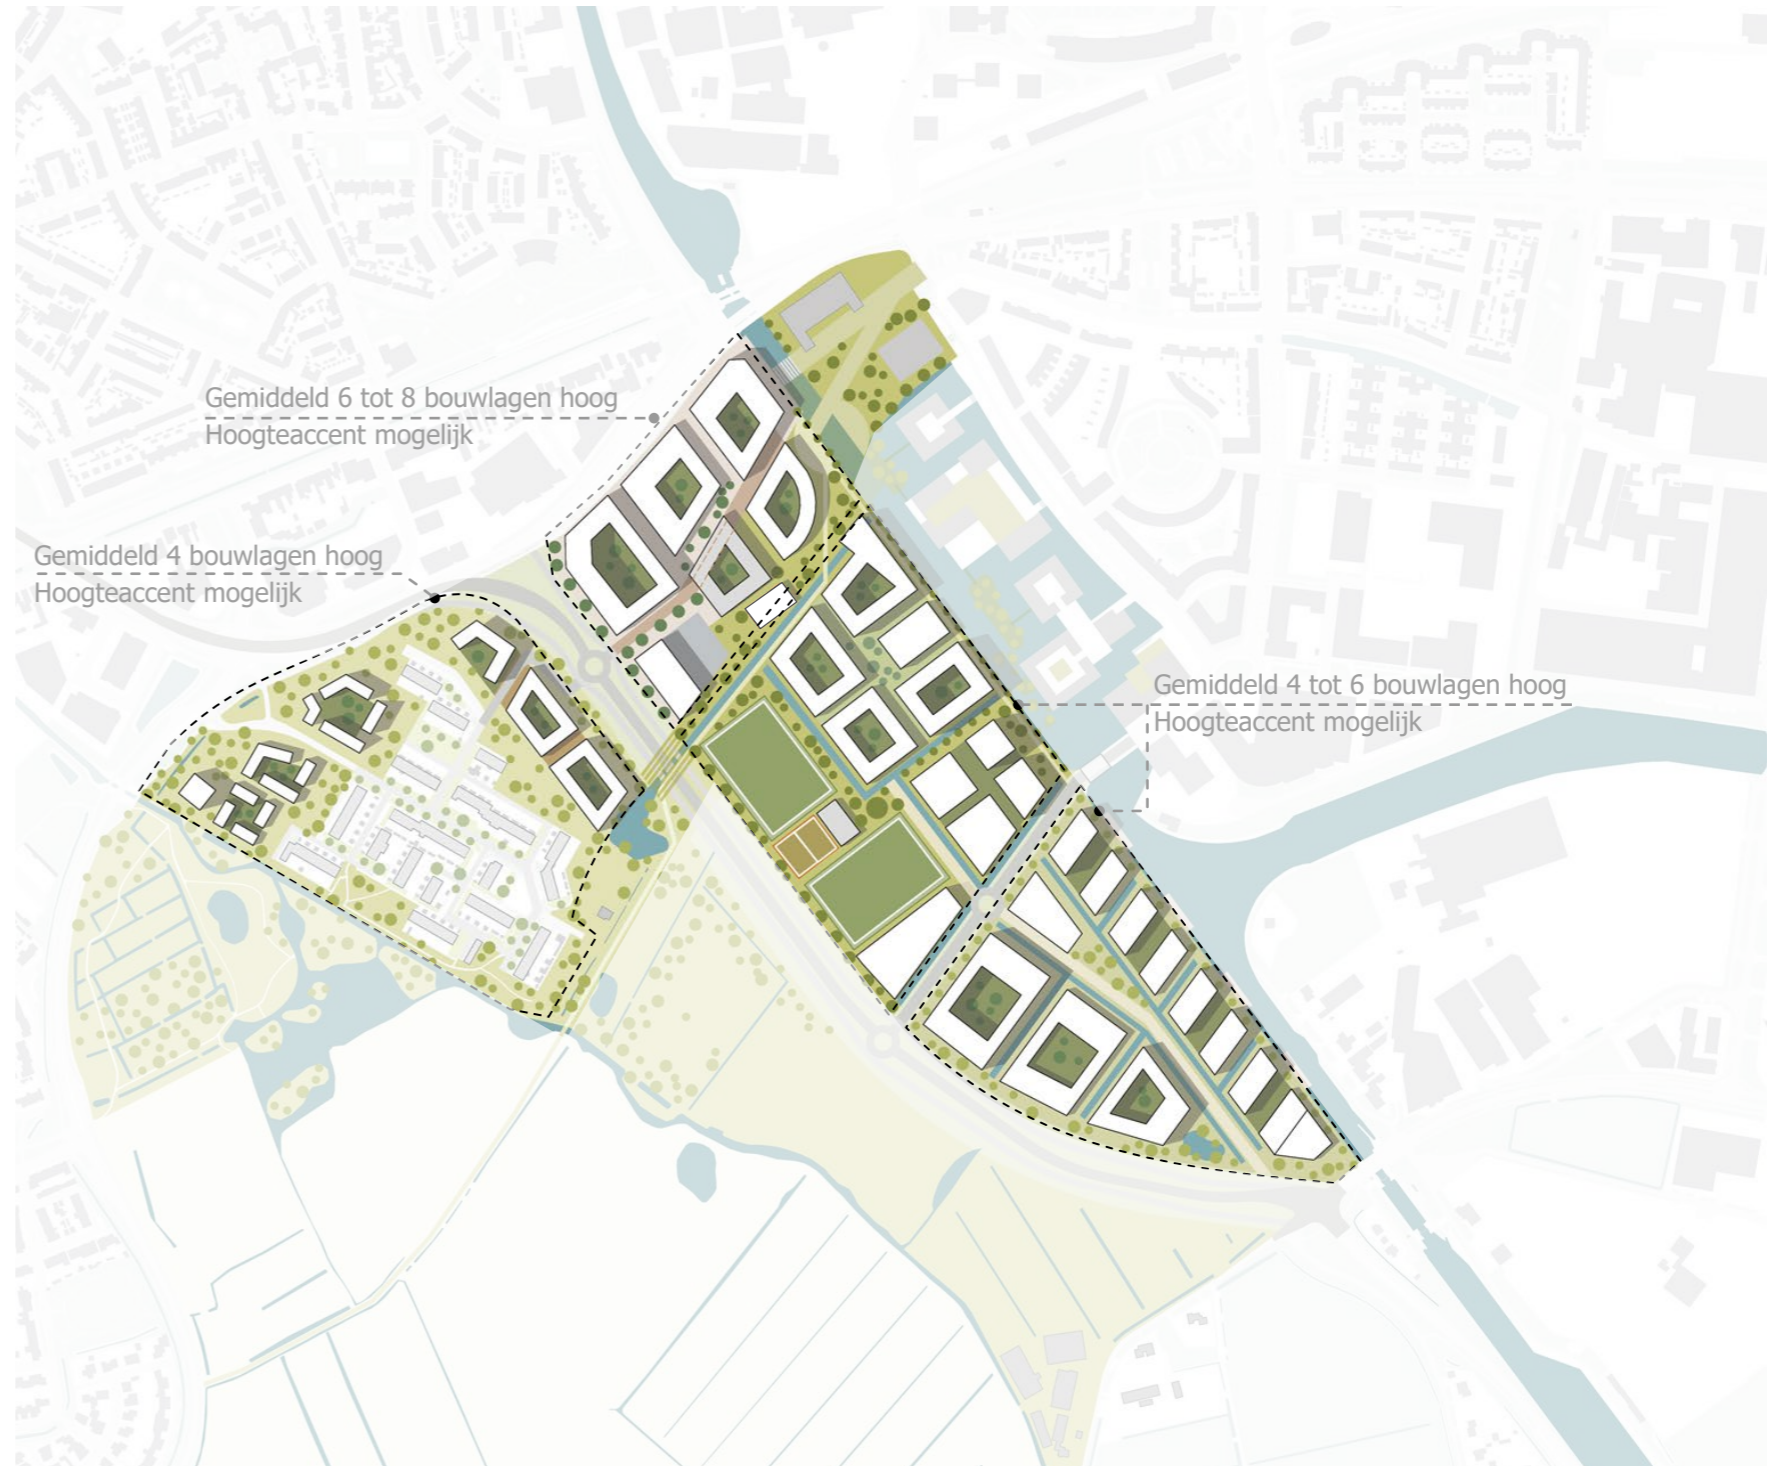 Gemiddeld 6 tot 8 bouwlagen hoog
Hoogteaccent mogelijk
Gemiddeld 4 bouwlagen hoog
Hoogteaccent mogelijk
Gemiddeld 4 tot 6 bouwlagen hoog
Hoogteaccent mogelijk